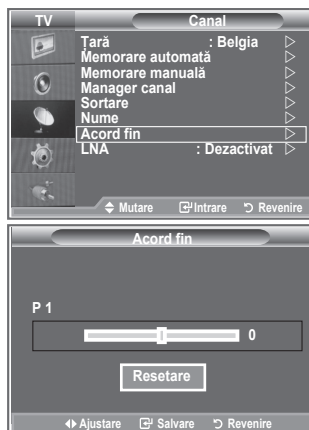 TV Canal
Ţară : Belgia
Memorare automată
Memorare manuală
Manager canal
Sortare
Nume
Acord fin
LNA : Dezactivat
Mutare Intrare Revenire
Acord fin
P 1
0
Resetare
Ajustare Salvare Revenire